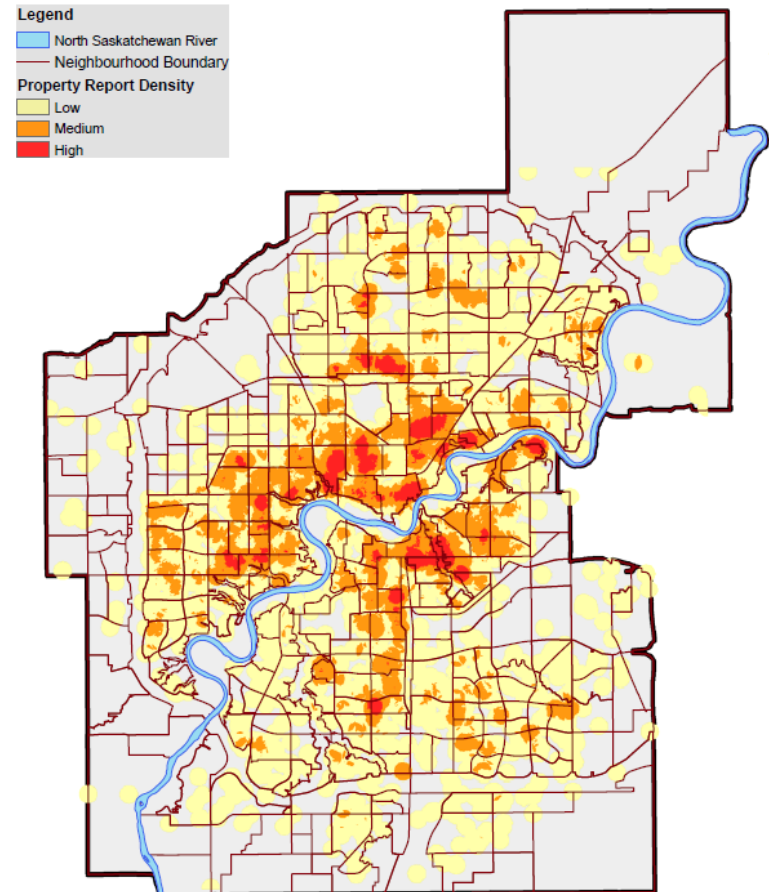 Legend
North Saskatchewan River
Neighbourhood Boundary
Property Report Density
Low
Medium
High